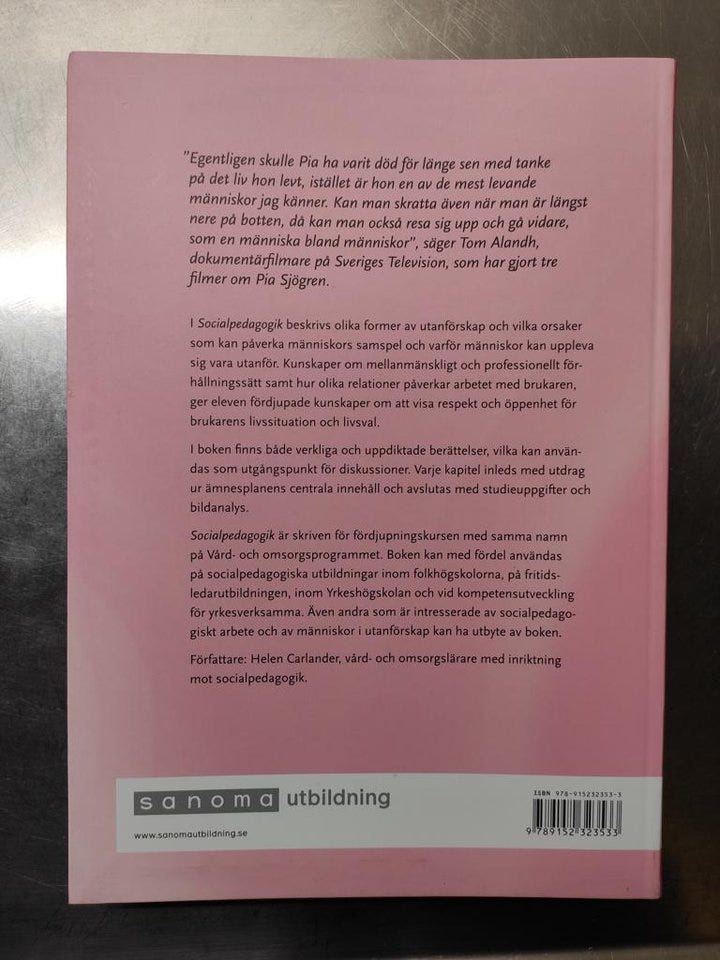 ”Egentligen skulle Pia ha varit död för länge sen med tanke
på det liv hon levt, istället är hon en av de mest levande
människor jag känner. Kan man skratta även när man är längst
nere på botten, då kan man också resa sig upp och gå vidare,
som en människa bland människor”, säger Tom Alandh,
dokumentärfilmare på Sveriges Television, som har gjort tre
filmer om Pia Sjögren.
I Socialpedagogik beskrivs olika former av utanförskap och vilka orsaker
som kan påverka människors samspel och varför människor kan uppleva
sig vara utanför. Kunskaper om mellanmänskligt och professionellt för-
hållningssätt samt hur olika relationer påverkar arbetet med brukaren,
ger eleven fördjupade kunskaper om att visa respekt och öppenhet för
brukarens livssituation och livsval.
I boken finns både verkliga och uppdiktade berättelser, vilka kan använ-
das som utgångspunkt för diskussioner. Varje kapitel inleds med utdrag
ur ämnesplanens centrala innehåll och avslutas med studieuppgifter och
bildanalys.
Socialpedagogik är skriven för fördjupningskursen med samma namn
på Vård- och omsorgsprogrammet. Boken kan med fördel användas
på socialpedagogiska utbildningar inom folkhögskolorna, på fritids-
ledarutbildningen, inom Yrkeshögskolan och vid kompetensutveckling
för yrkesverksamma. Även andra som är intresserade av socialpedago-
giskt arbete och av människor i utanförskap kan ha utbyte av boken.
Författare: Helen Carlander, vård- och omsorgslärare med inriktning
mot socialpedagogik.
sanoma utbildning
www.sanomautbildning.se
ISBN 978-915232353-3
9 789152 323533